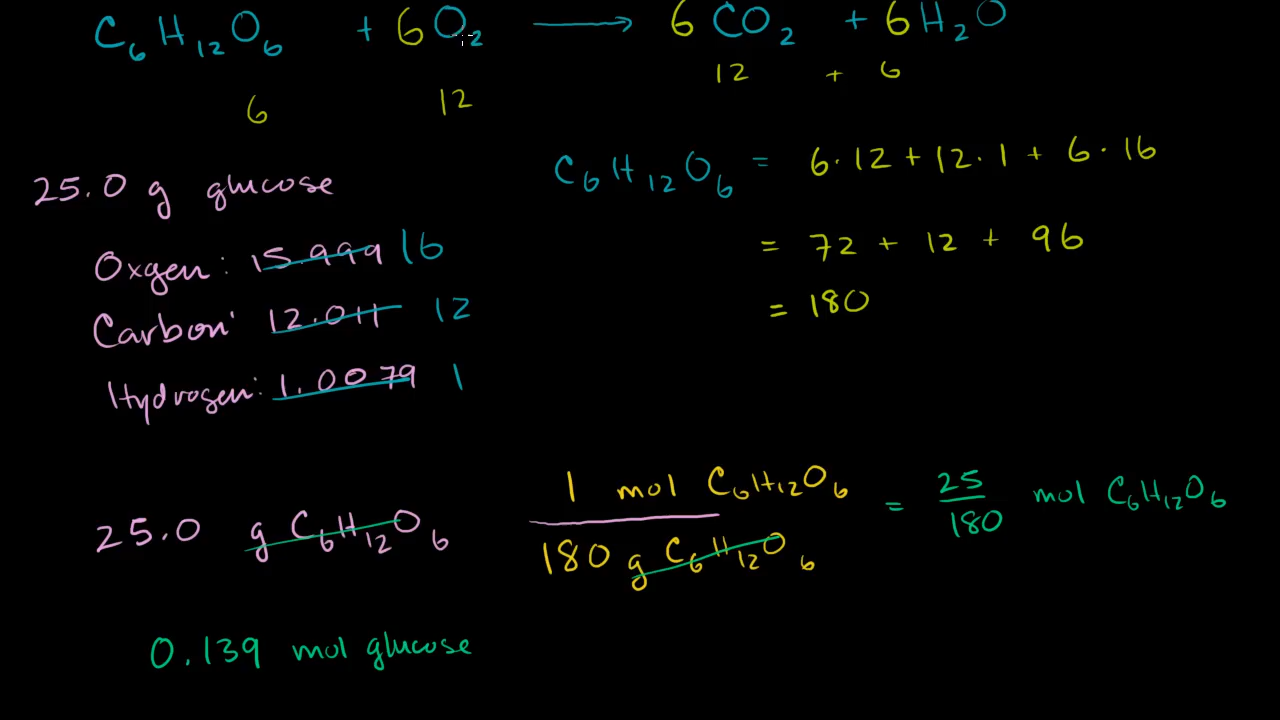 C₆H₁₂O₆ + 6O₂ ⟶ 6CO₂ + 6H₂O
6 12 12 + 6
25.0 g glucose
Oxgen: 15.999 16
Carbon: 12.011 12
Hydrogen: 1.0079 1
C₆H₁₂O₆ = 6·12 + 12·1 + 6·16
= 72 + 12 + 96
= 180
25.0 g C₆H₁₂O₆
1 mol C₆H₁₂O₆
180 g C₆H₁₂O₆
= 25/180 mol C₆H₁₂O₆
0.139 mol glucose